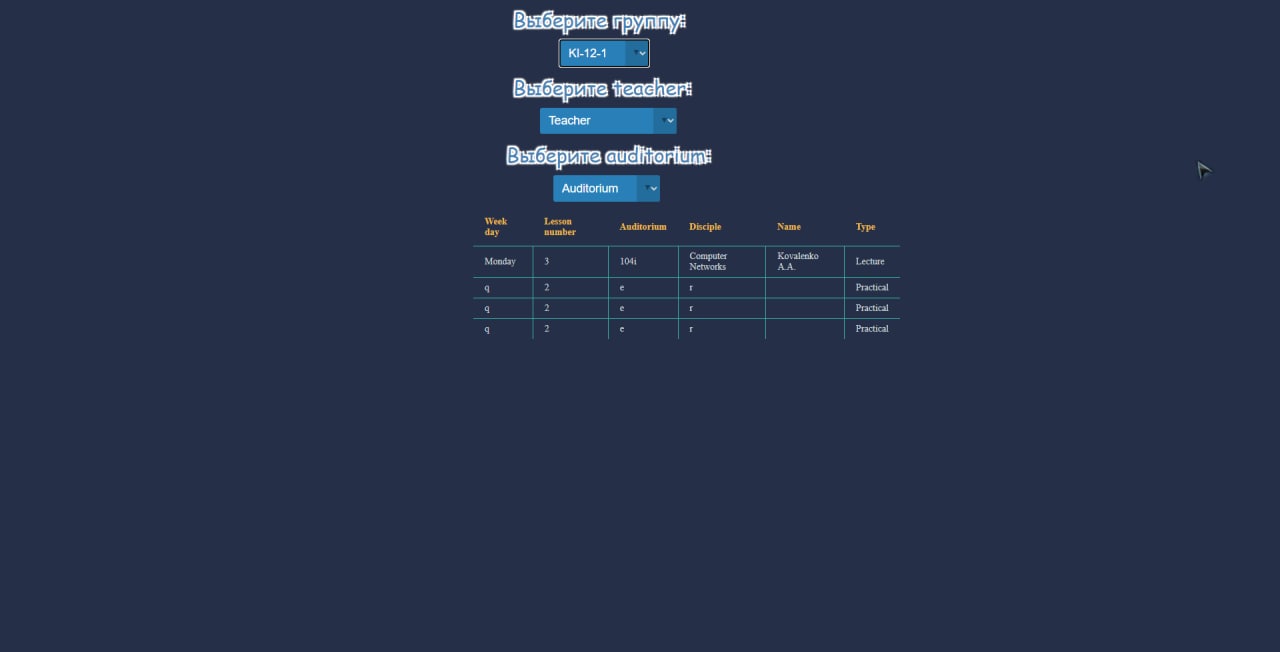 Выберите группу:
KI-12-1
Выберите teacher:
Teacher
Выберите auditorium:
Auditorium
Week day Lesson number Auditorium Disciple Name Type
Monday 3 104i Computer Networks Kovalenko A.A. Lecture
q 2 e r Practical
q 2 e r Practical
q 2 e r Practical